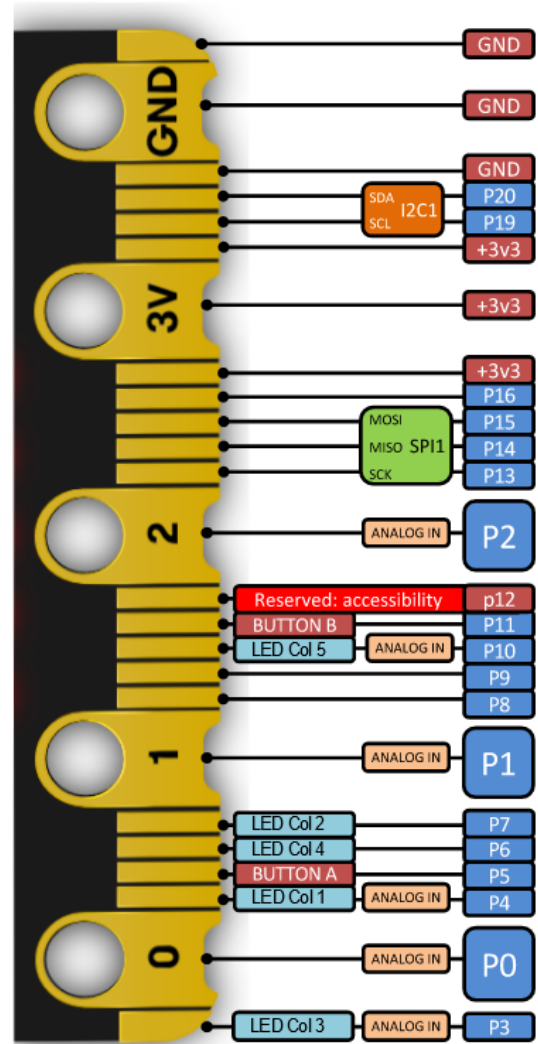 GND
GND GND
GND
SDA I2C1 P20
SCL P19
+3v3
3V +3v3
+3v3
P16
MOSI P15
MISO SPI1 P14
SCK P13
2 ANALOG IN P2
Reserved: accessibility p12
BUTTON B P11
LED Col 5 ANALOG IN P10
P9
P8
1 ANALOG IN P1
LED Col 2 P7
LED Col 4 P6
BUTTON A P5
LED Col 1 ANALOG IN P4
0 ANALOG IN P0
LED Col 3 ANALOG IN P3